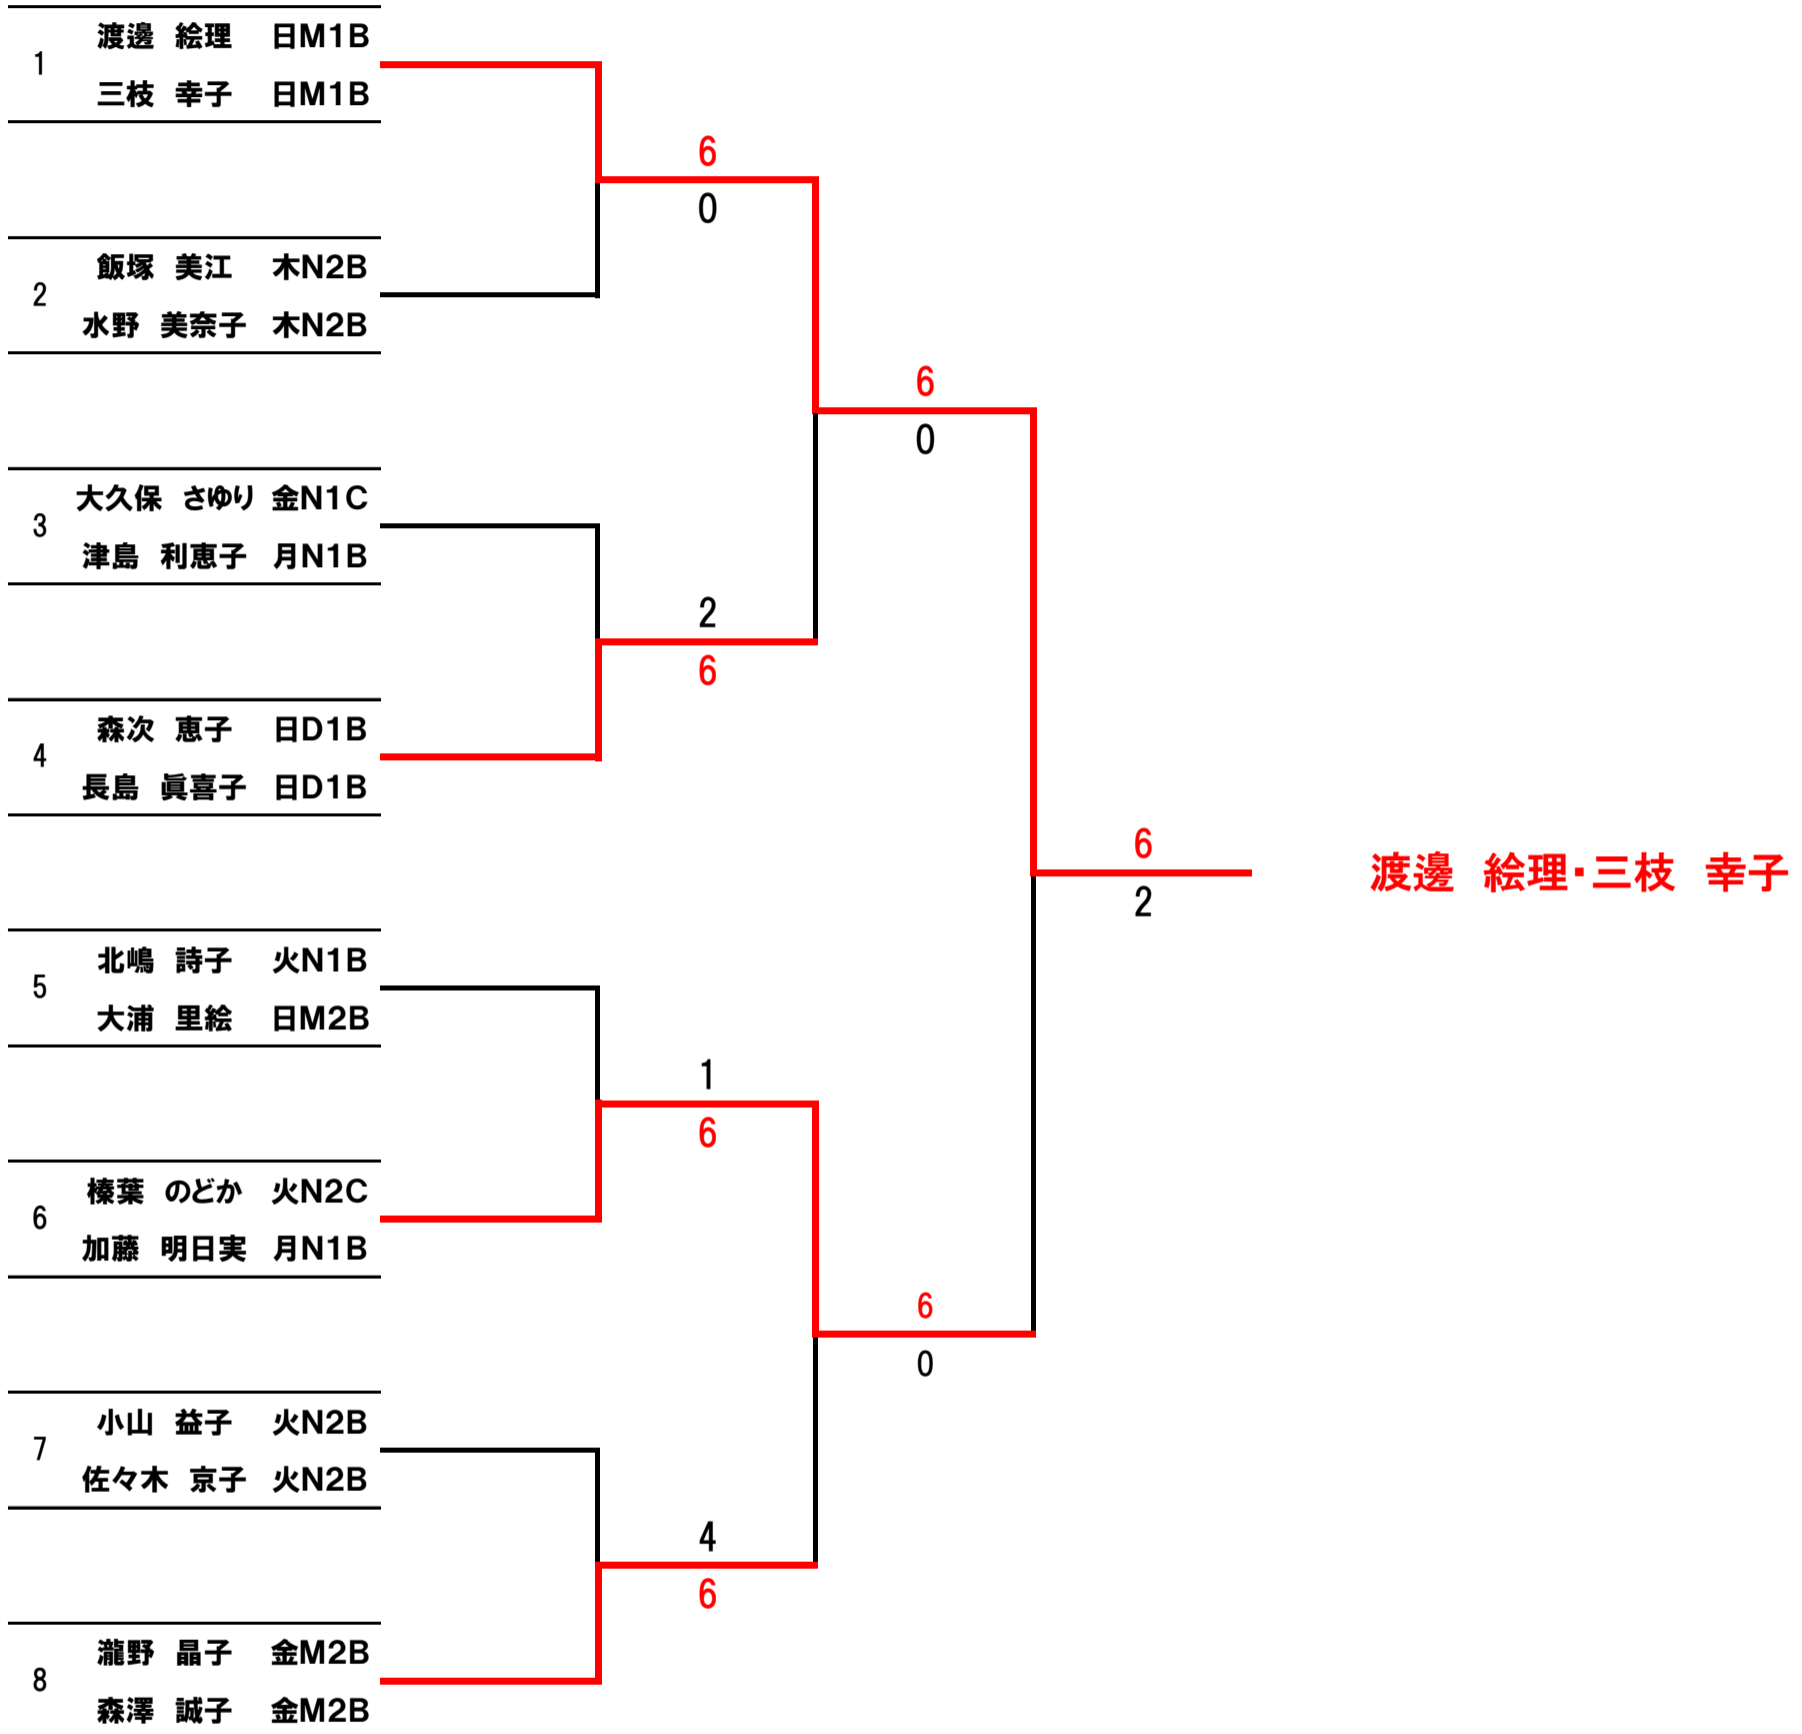 1
渡邊 絵理 日M1B
三枝 幸子 日M1B
6
0
2
飯塚 美江 木N2B
水野 美奈子 木N2B
6
0
3
大久保 さゆり 金N1C
津島 利恵子 月N1B
2
6
4
森次 恵子 日D1B
長島 眞喜子 日D1B
6
2
渡邊 絵理・三枝 幸子
5
北嶋 詩子 火N1B
大浦 里絵 日M2B
1
6
6
榛葉 のどか 火N2C
加藤 明日実 月N1B
6
0
7
小山 益子 火N2B
佐々木 京子 火N2B
4
6
8
瀧野 晶子 金M2B
森澤 誠子 金M2B